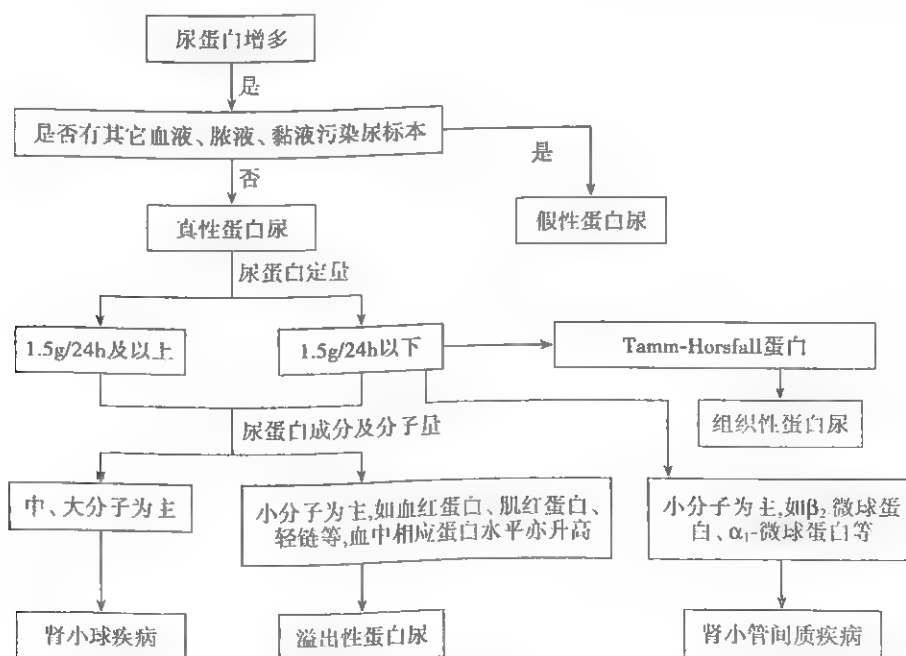 尿蛋白增多
是
是否有其它血液、脓液、黏液污染尿标本
是
否
真性蛋白尿
假性蛋白尿
尿蛋白定量
1.5g/24h及以上
1.5g/24h以下
Tamm-Horsfall蛋白
组织性蛋白尿
尿蛋白成分及分子量
中、大分子为主
小分子为主,如血红蛋白、肌红蛋白、
轻链等,血中相应蛋白水平亦升高
小分子为主,如β₂微球蛋
白、α₁-微球蛋白等
肾小球疾病
溢出性蛋白尿
肾小管间质疾病